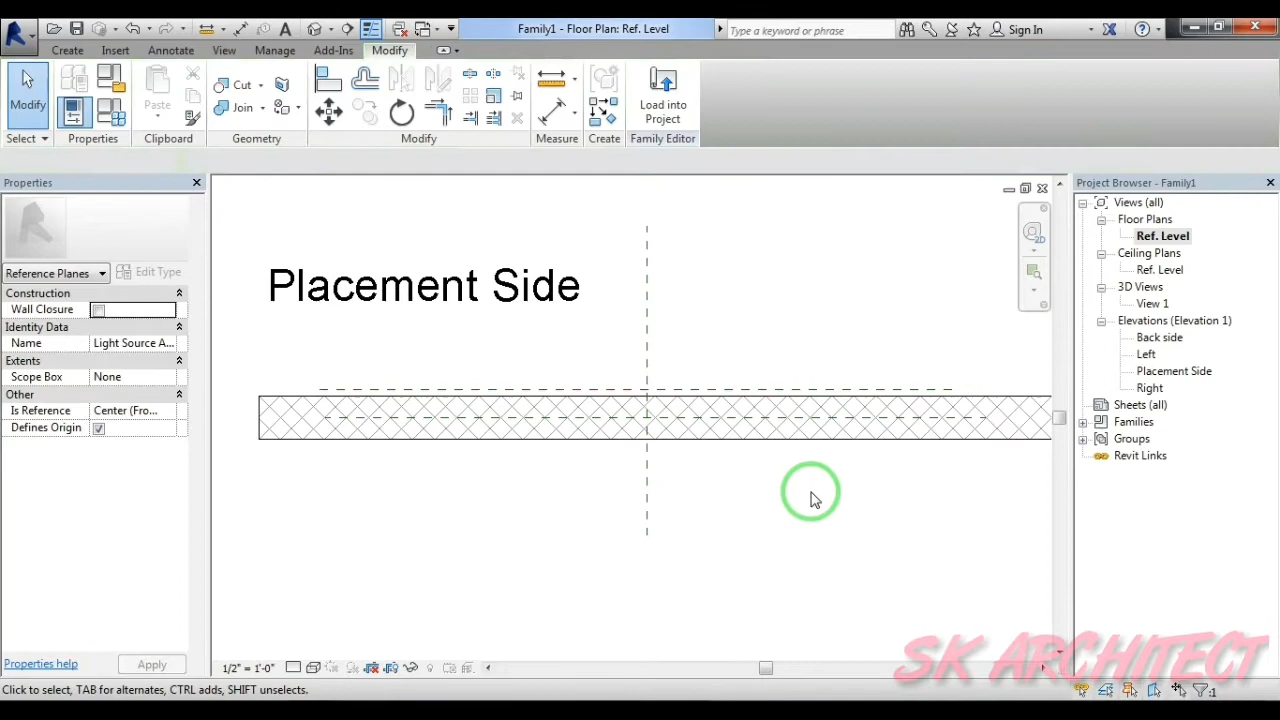 Family1 - Floor Plan: Ref. Level
Type a keyword or phrase
Sign In
Create
Insert
Annotate
View
Manage
Add-Ins
Modify
Modify
Paste
Cut
Join
Load into
Project
Select
Properties
Clipboard
Geometry
Modify
Measure
Create
Family Editor
Properties
Reference Planes
Edit Type
Construction
Wall Closure
Identity Data
Name
Light Source A...
Extents
Scope Box
None
Other
Is Reference
Center (Fro...
Defines Origin
Properties help
Apply
Placement Side
2D
1/2" = 1'-0"
Project Browser - Family1
Views (all)
Floor Plans
Ref. Level
Ceiling Plans
Ref. Level
3D Views
View 1
Elevations (Elevation 1)
Back side
Left
Placement Side
Right
Sheets (all)
Families
Groups
Revit Links
SK ARCHITECT
Click to select, TAB for alternates, CTRL adds, SHIFT unselects.
:1